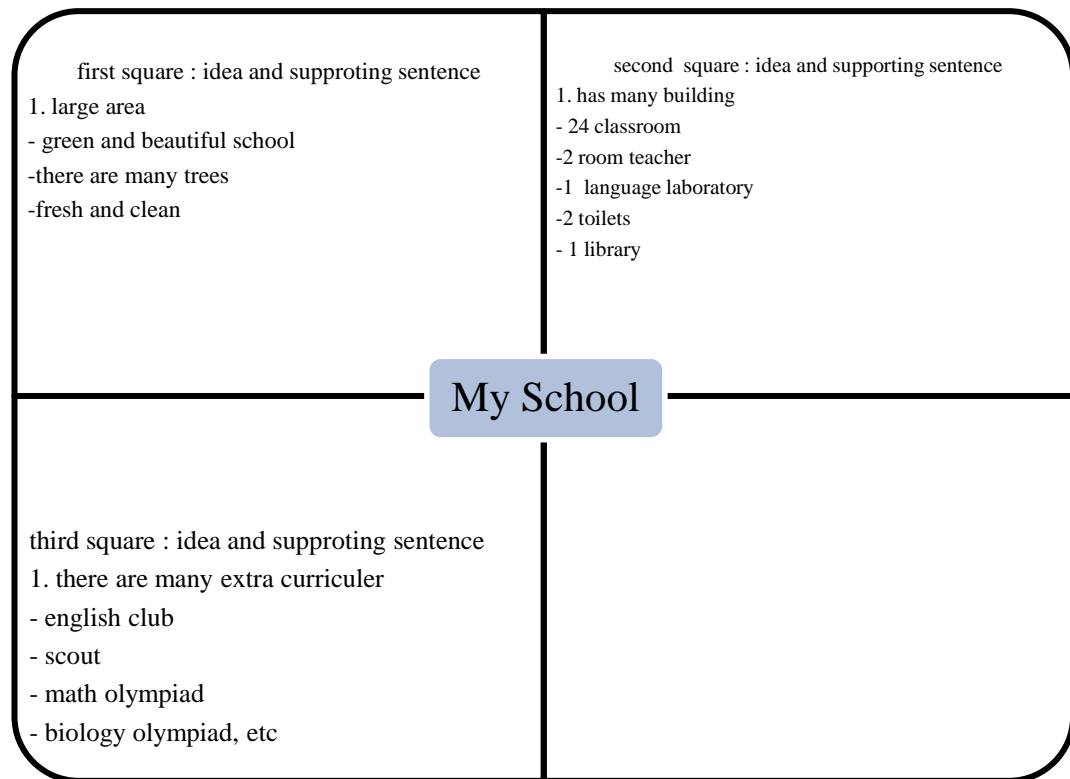 first square : idea and supproting sentence
1. large area
- green and beautiful school
-there are many trees
-fresh and clean
second square : idea and supporting sentence
1. has many building
- 24 classroom
-2 room teacher
-1 language laboratory
-2 toilets
- 1 library
My School
third square : idea and supproting sentence
1. there are many extra curriculer
- english club
- scout
- math olympiad
- biology olympiad, etc